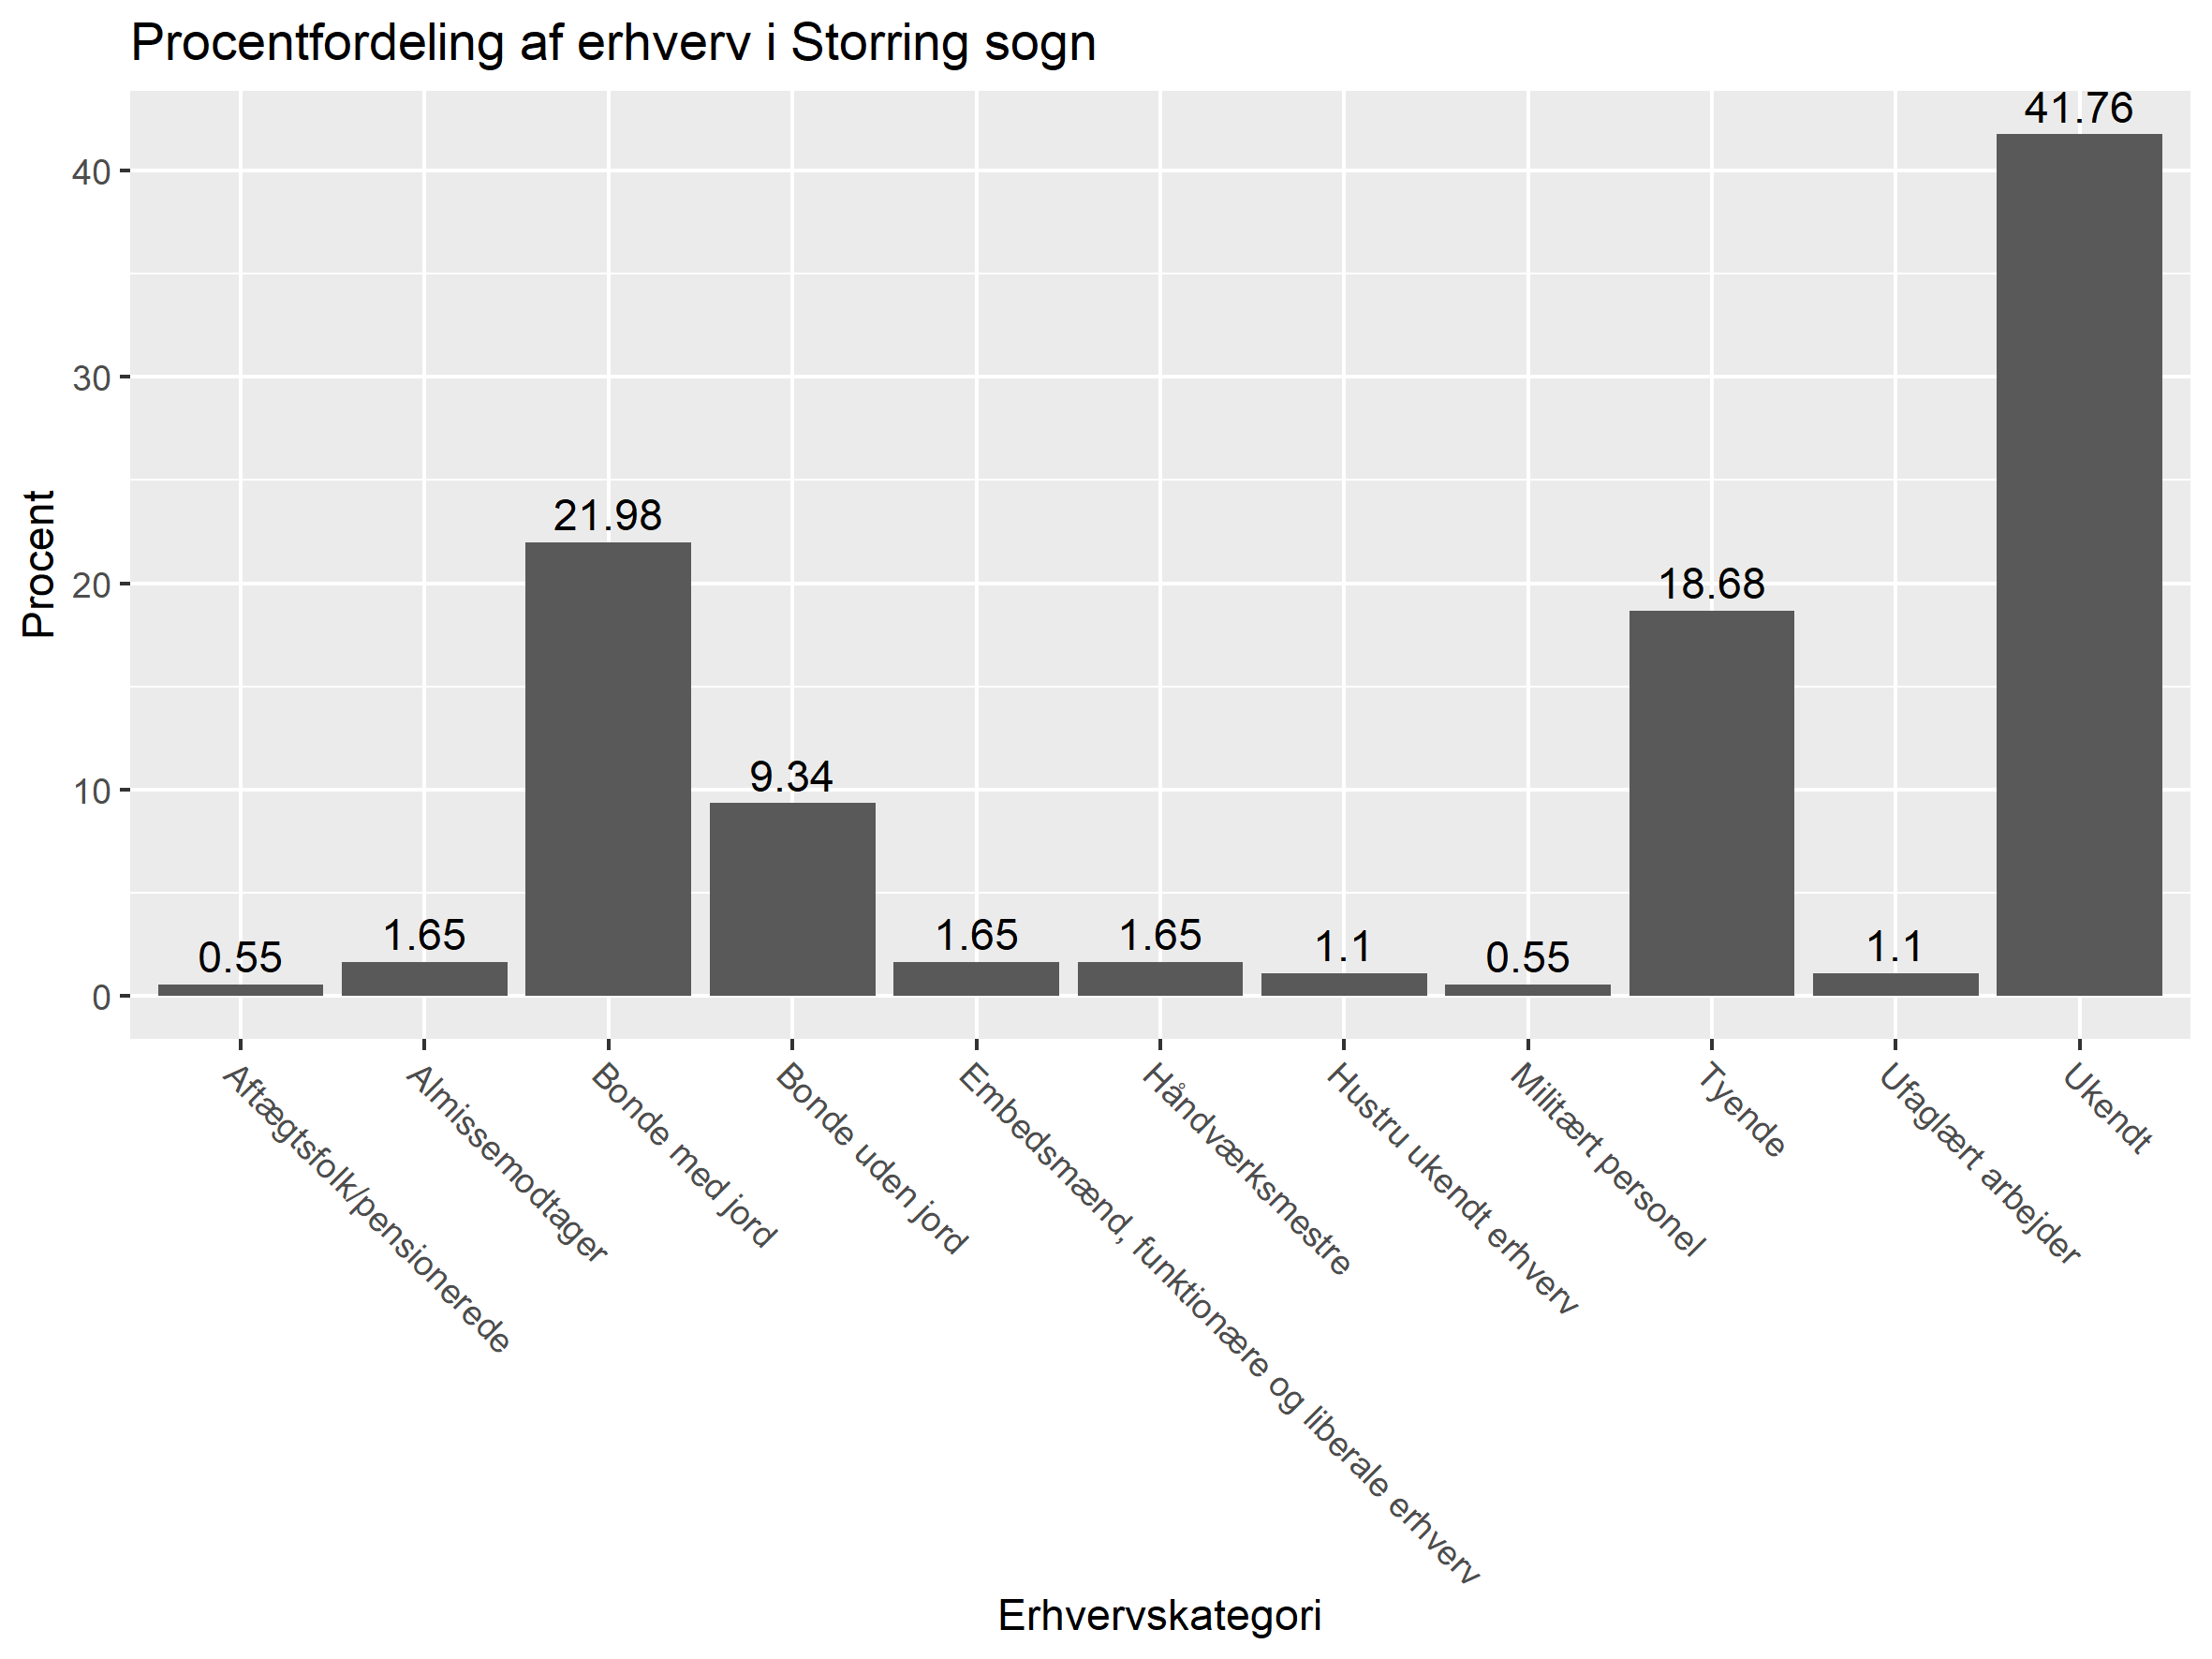 Procentfordeling af erhverv i Storring sogn
Procent
40
30
20
10
0
0.55
1.65
21.98
9.34
1.65
1.65
1.1
0.55
18.68
1.1
41.76
Aftægtsfolk/pensionerede
Almissemodtager
Bonde med jord
Bonde uden jord
Embedsmænd, funktionære og liberale erhverv
Håndværksmestre
Hustru ukendt erhverv
Militært personel
Tyende
Ufaglært arbejder
Ukendt
Erhvervskategori